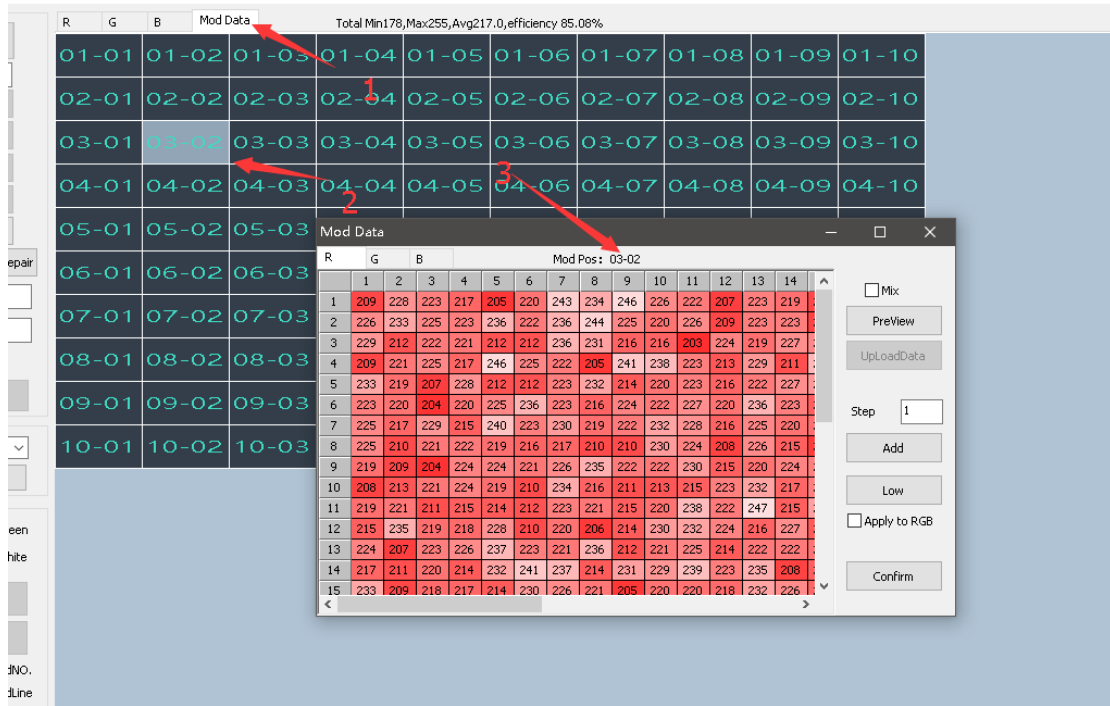 R G B Mod Data Total Min178,Max255,Avg217.0,efficiency 85.08%
01-01 01-02 01-03 01-04 01-05 01-06 01-07 01-08 01-09 01-10
1
02-01 02-02 02-03 02-04 02-05 02-06 02-07 02-08 02-09 02-10
03-01 03-02 03-03 03-04 03-05 03-06 03-07 03-08 03-09 03-10
3
04-01 04-02 04-03 04-04 04-05 04-06 04-07 04-08 04-09 04-10
2
05-01 05-02 05-03
06-01 06-02 06-03
07-01 07-02 07-03
08-01 08-02 08-03
09-01 09-02 09-03
10-01 10-02 10-03
epair
een
hite
dNO.
dLine
Mod Data
R G B Mod Pos: 03-02
1 2 3 4 5 6 7 8 9 10 11 12 13 14
1 209 228 223 217 205 220 243 234 246 226 222 207 223 219
2 226 233 225 223 236 222 236 244 225 220 226 209 223 223
3 229 212 222 221 212 212 236 231 216 216 203 224 219 227
4 209 221 225 217 246 225 222 205 241 238 223 213 229 211
5 233 219 207 228 212 212 223 232 214 220 223 216 222 227
6 223 220 204 220 225 236 223 216 224 222 227 220 236 223
7 225 217 229 215 240 223 230 219 222 232 228 216 225 220
8 225 210 221 222 219 216 217 210 210 230 224 208 226 215
9 219 209 204 224 224 221 226 235 222 222 230 215 220 224
10 208 213 221 224 219 210 234 216 211 213 215 223 232 217
11 219 221 211 215 214 212 223 221 215 220 238 222 247 215
12 215 235 219 218 228 210 220 206 214 230 232 224 216 227
13 224 207 223 226 237 223 221 236 212 221 225 214 222 222
14 217 211 220 214 232 241 237 214 231 229 239 223 235 208
15 233 209 218 217 214 230 226 221 205 220 220 218 232 226
Mix
PreView
UpLoadData
Step 1
Add
Low
Apply to RGB
Confirm